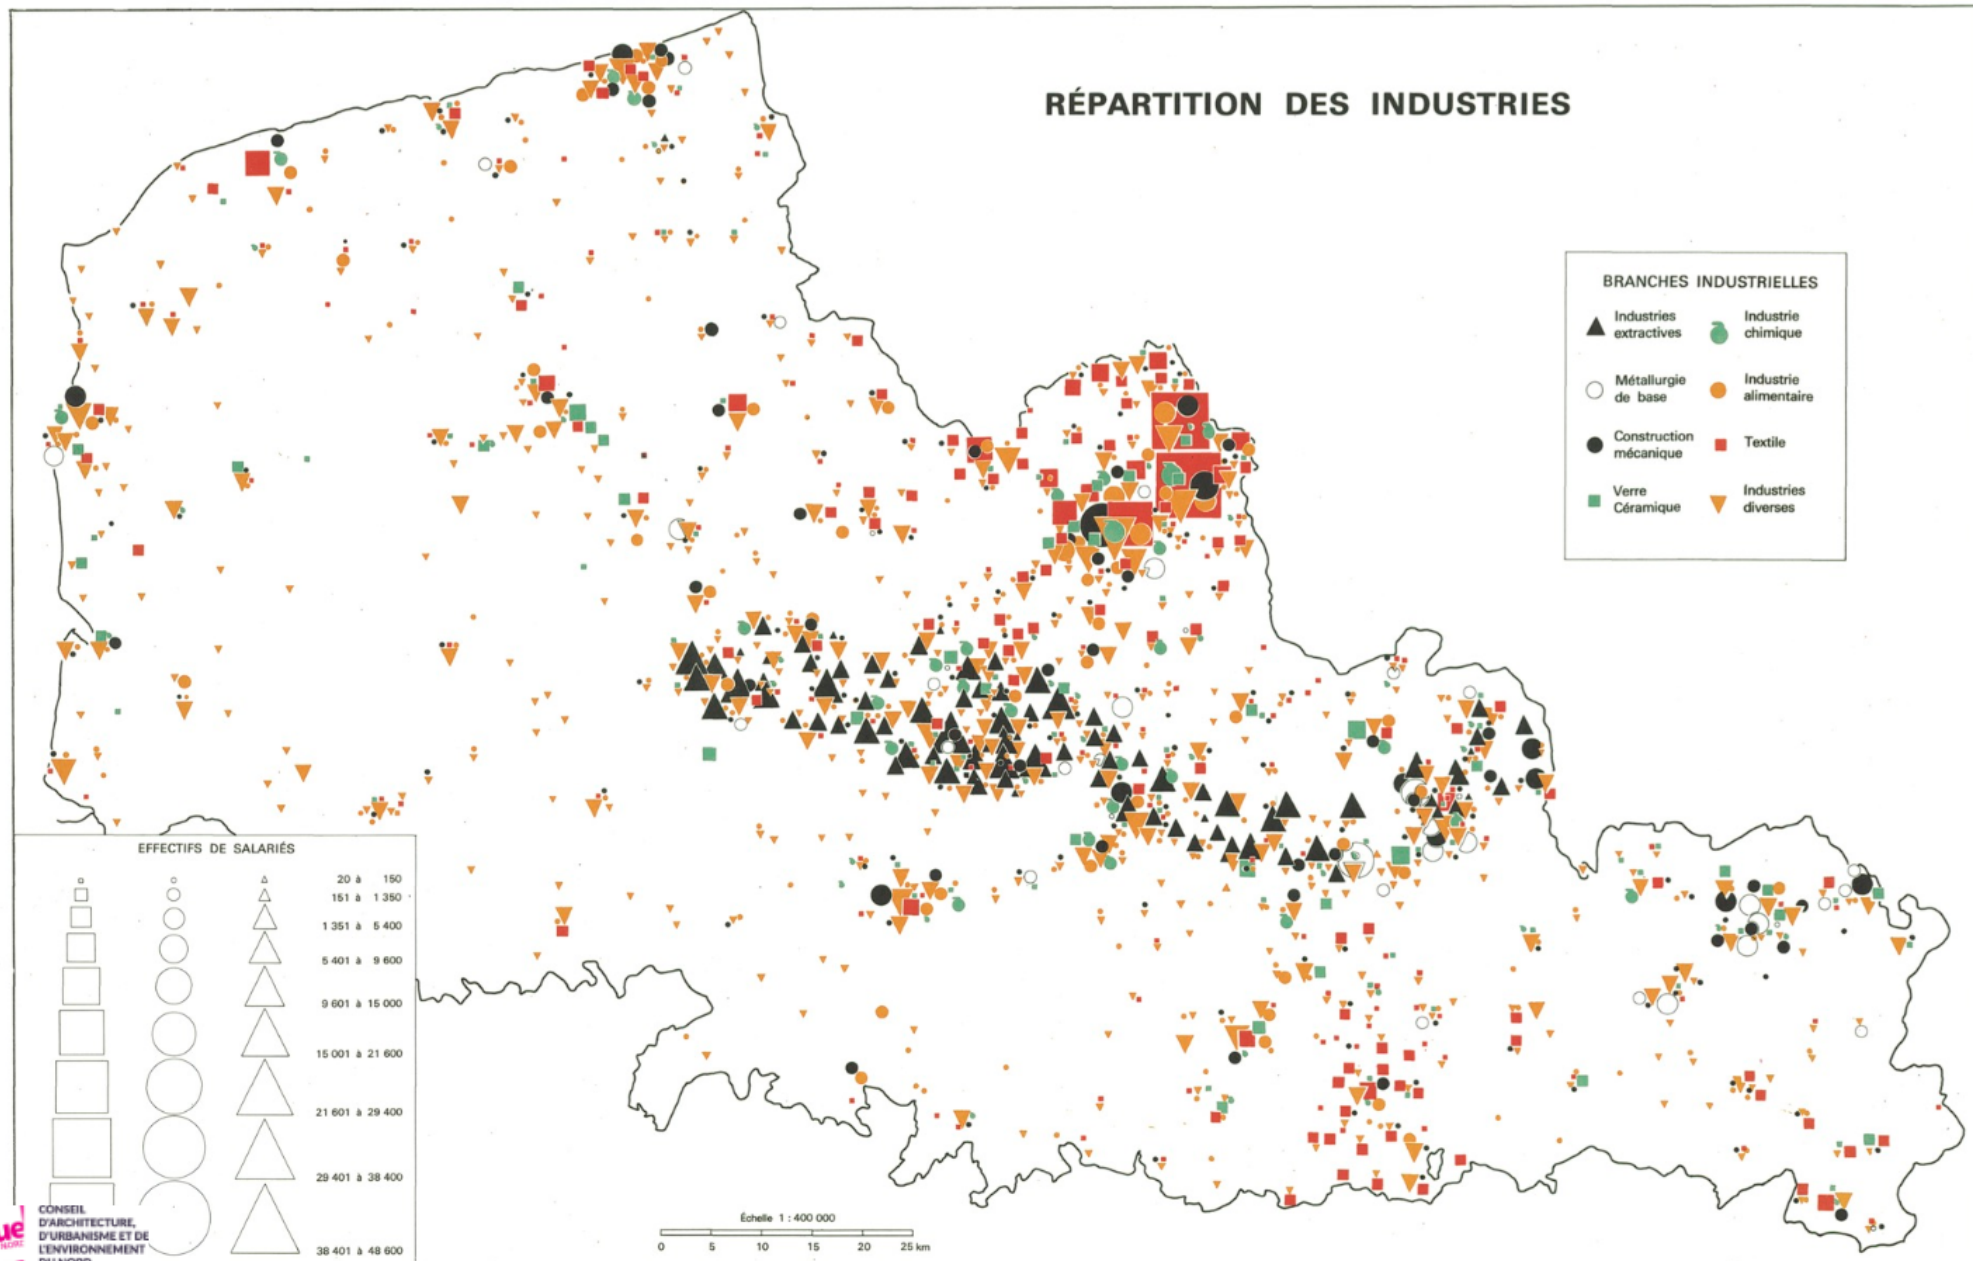 RÉPARTITION DES INDUSTRIES
BRANCHES INDUSTRIELLES
Industries
extractives
Industrie
chimique
Métallurgie
de base
Industrie
alimentaire
Construction
mécanique
Textile
Verre
Céramique
Industries
diverses
EFFECTIFS DE SALARIÉS
20 à 150
151 à 1 350
1 351 à 5 400
5 401 à 9 600
9 601 à 15 000
15 001 à 21 600
21 601 à 29 400
29 401 à 38 400
38 401 à 48 600
ue
CONSEIL
D'ARCHITECTURE,
D'URBANISME ET DE
L'ENVIRONNEMENT
DU NORD
Échelle 1 : 400 000
0 5 10 15 20 25 km